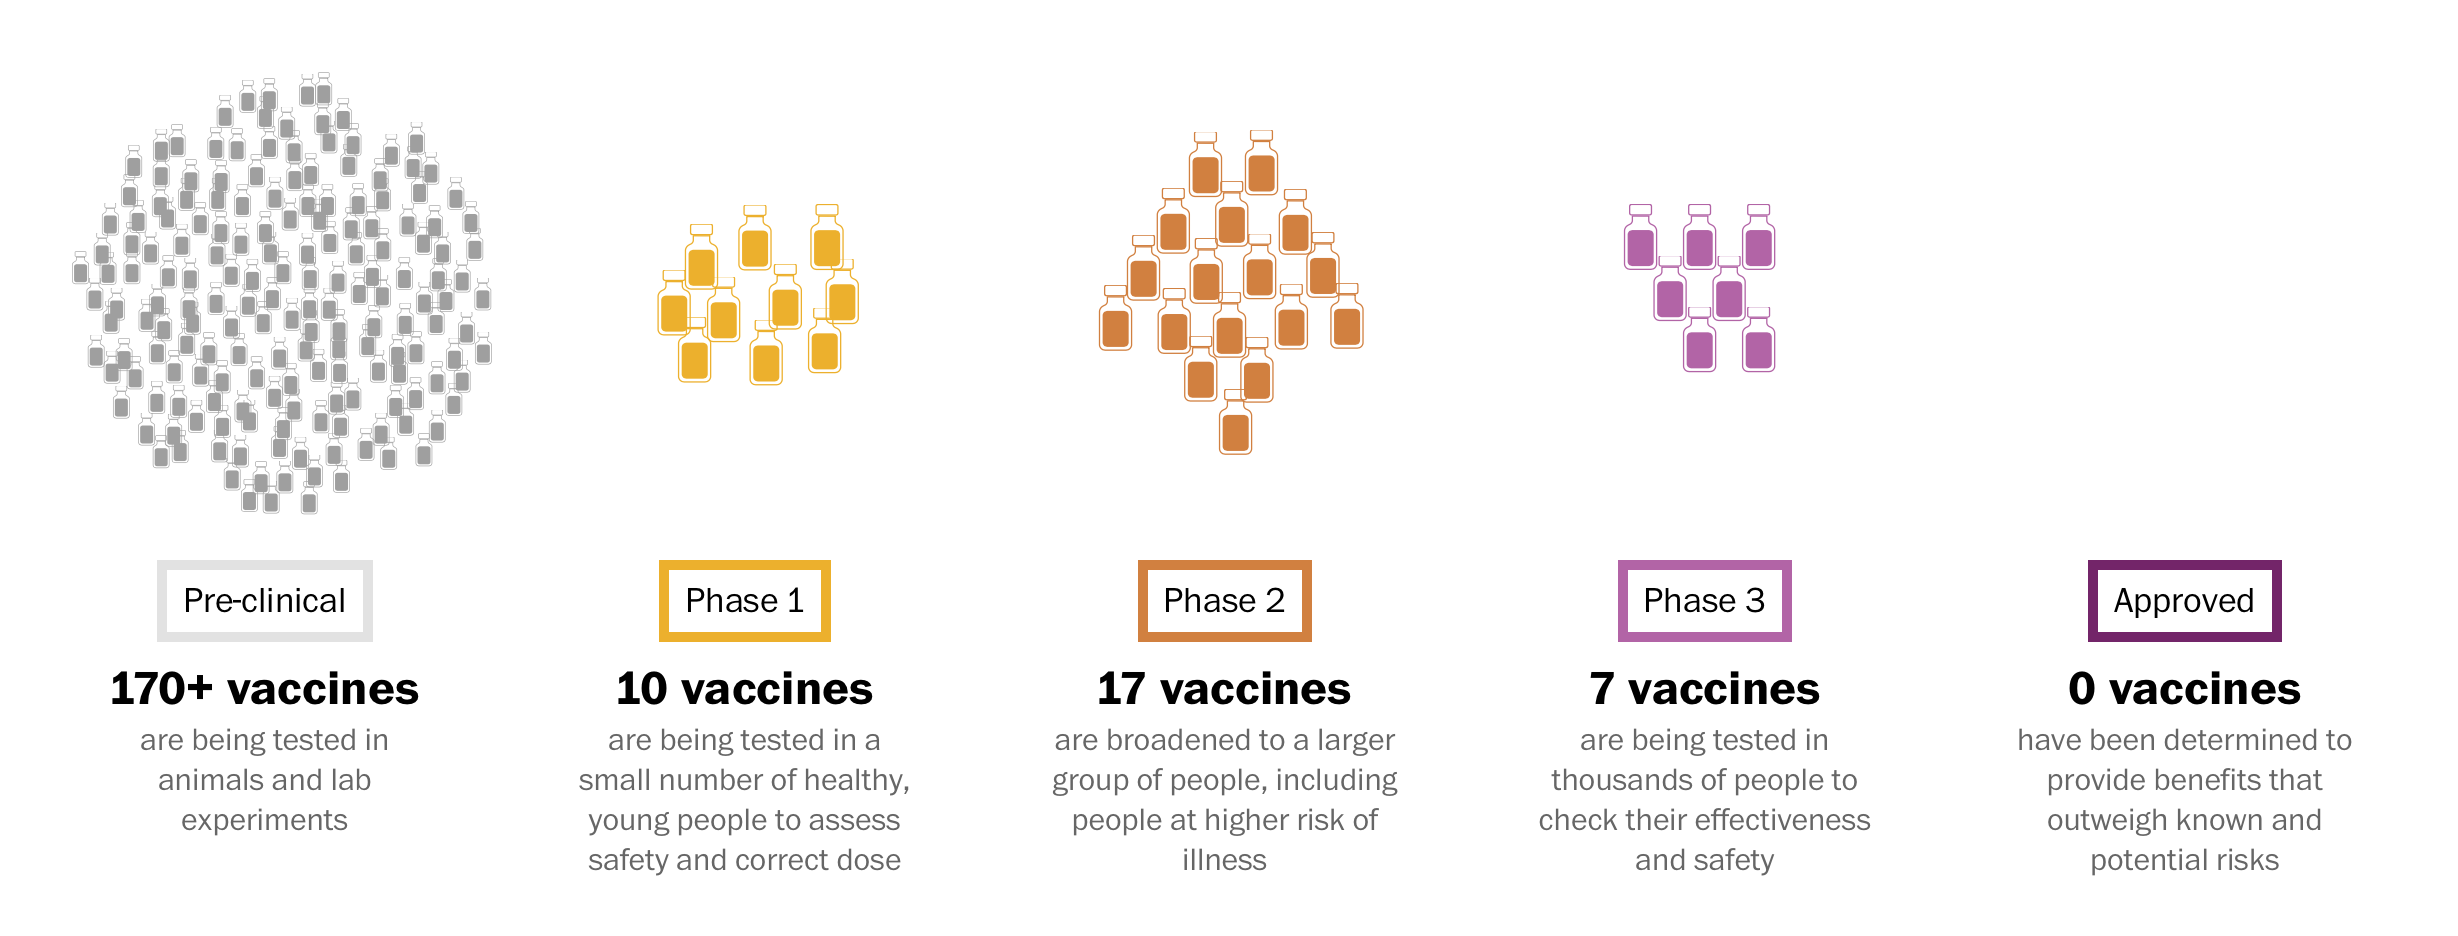 Pre-clinical
170+ vaccines
are being tested in
animals and lab
experiments
Phase 1
10 vaccines
are being tested in a
small number of healthy,
young people to assess
safety and correct dose
Phase 2
17 vaccines
are broadened to a larger
group of people, including
people at higher risk of
illness
Phase 3
7 vaccines
are being tested in
thousands of people to
check their effectiveness
and safety
Approved
0 vaccines
have been determined to
provide benefits that
outweigh known and
potential risks